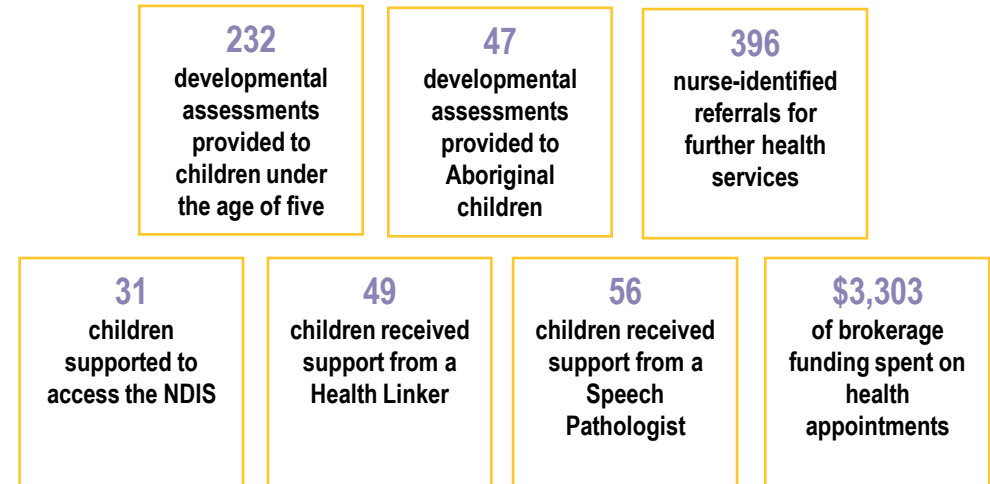 232
developmental
assessments
provided to
children under
the age of five
47
developmental
assessments
provided to
Aboriginal
children
396
nurse-identified
referrals for
further health
services
31
children
supported to
access the NDIS
49
children received
support from a
Health Linker
56
children received
support from a
Speech
Pathologist
$3,303
of brokerage
funding spent on
health
appointments